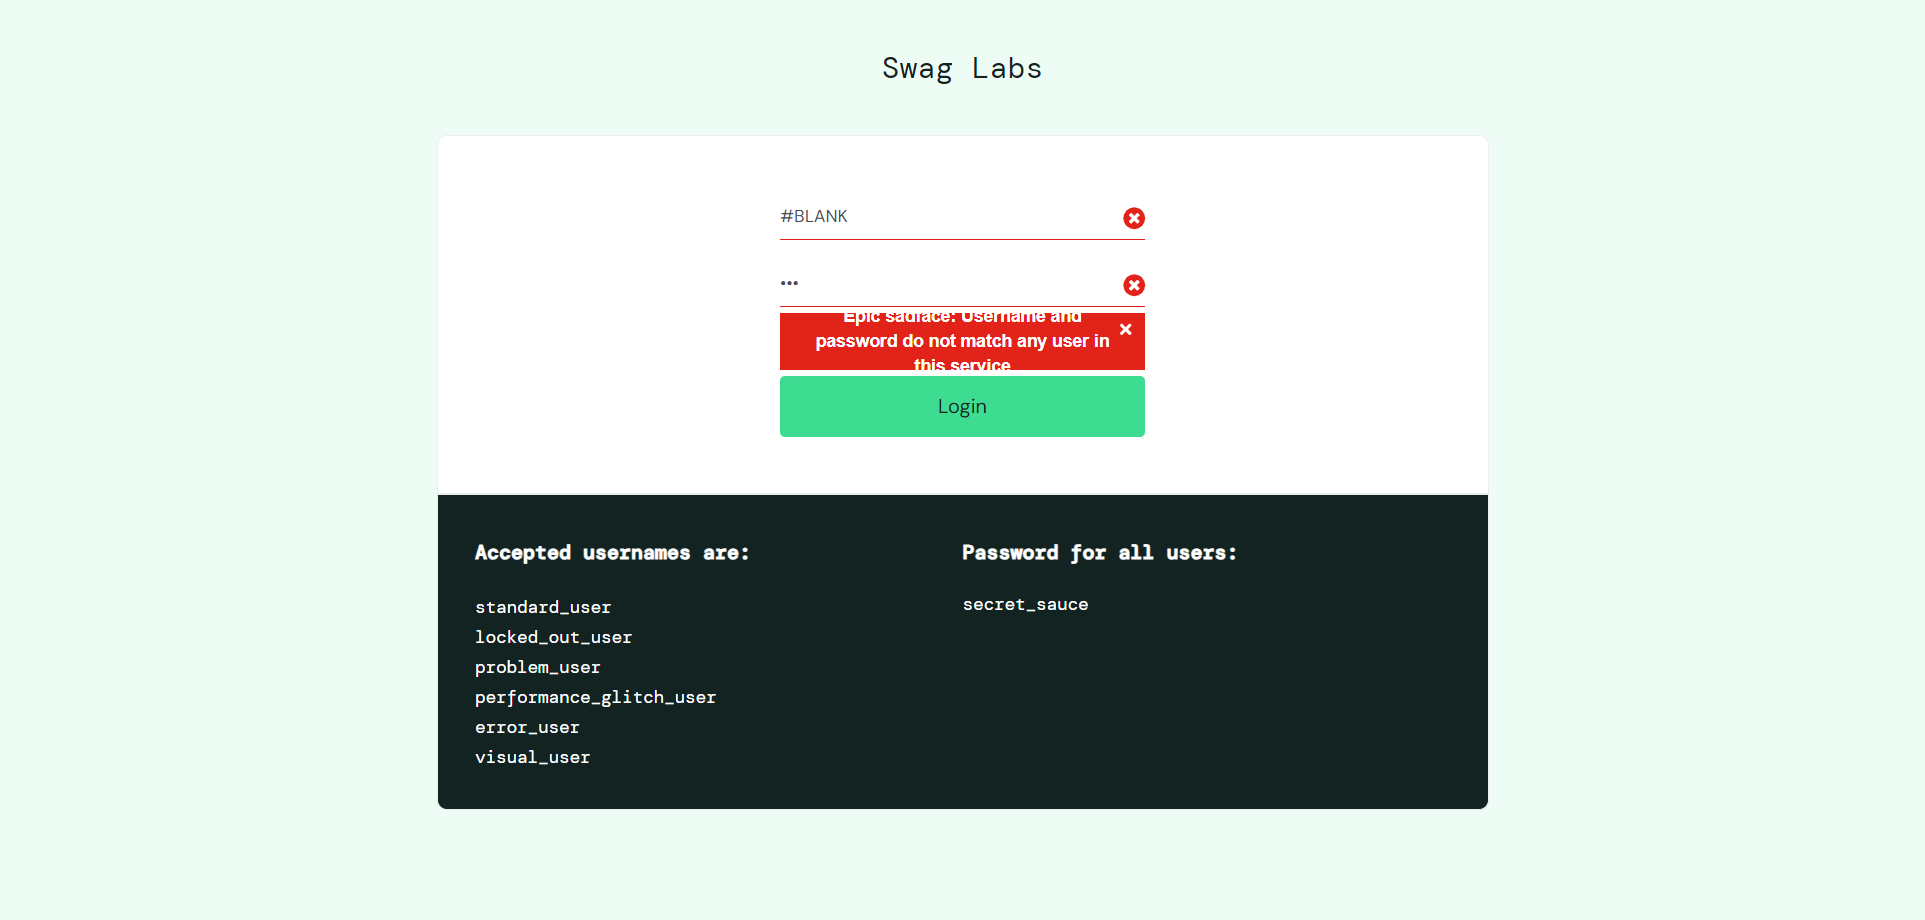 Swag Labs
#BLANK
•••
Epic sadface: Username and
password do not match any user in
this service
Login
Accepted usernames are:
standard_user
locked_out_user
problem_user
performance_glitch_user
error_user
visual_user
Password for all users:
secret_sauce